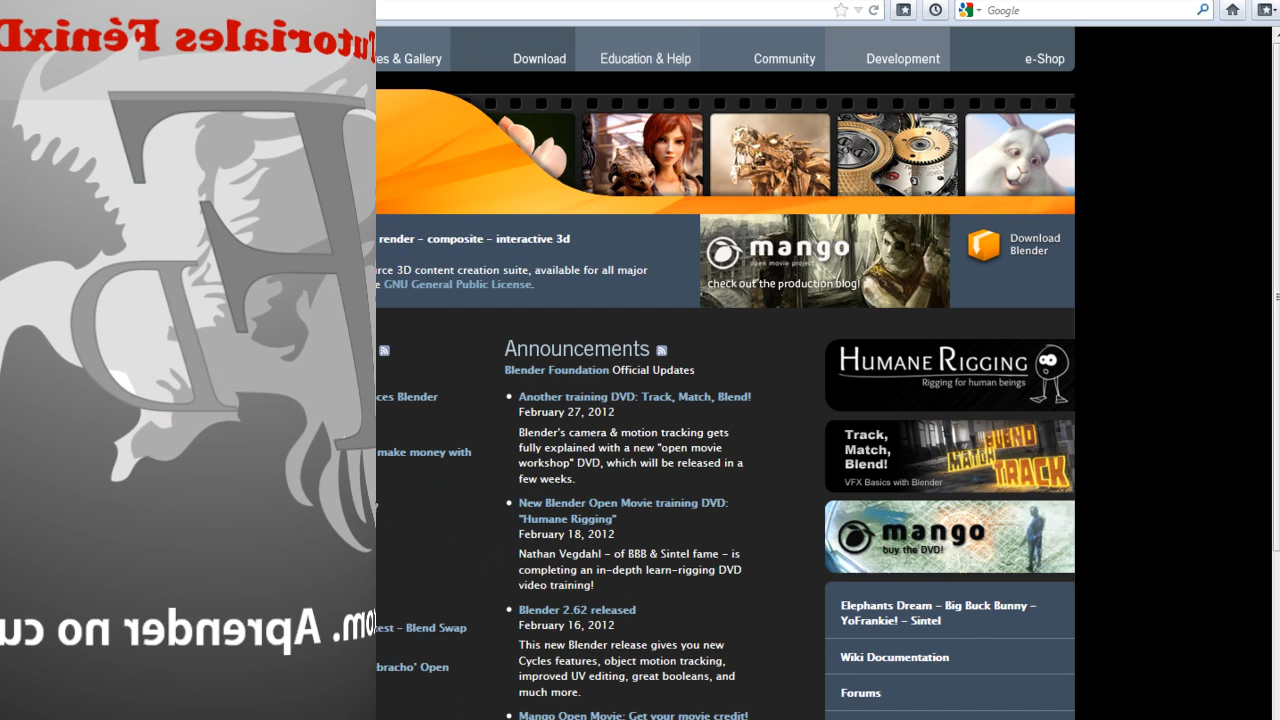 Tutoriales FénixD
om. Aprender no cu
Google
es & Gallery
Download
Education & Help
Community
Development
e-Shop
render - composite - interactive 3d
rce 3D content creation suite, available for all major
e GNU General Public License.
mango
open movie project
check out the production blog!
Download
Blender
ces Blender
make money with
test - Blend Swap
bracho" Open
Announcements
Blender Foundation Official Updates
Another training DVD: Track, Match, Blend!
February 27, 2012
Blender's camera & motion tracking gets
fully explained with a new "open movie
workshop" DVD, which will be released in a
few weeks.
New Blender Open Movie training DVD:
"Humane Rigging"
February 18, 2012
Nathan Vegdahl - of BBB & Sintel fame - is
completing an in-depth learn-rigging DVD
video training!
Blender 2.62 released
February 16, 2012
This new Blender release gives you new
Cycles features, object motion tracking,
improved UV editing, great booleans, and
much more.
Mango Open Movie: Get your movie credit!
Humane Rigging
Rigging for human beings
Track,
Match,
Blend!
VFX Basics with Blender
BLEND
MATCH
TRACK
mango
buy the DVD!
Elephants Dream - Big Buck Bunny -
YoFrankie! - Sintel
Wiki Documentation
Forums